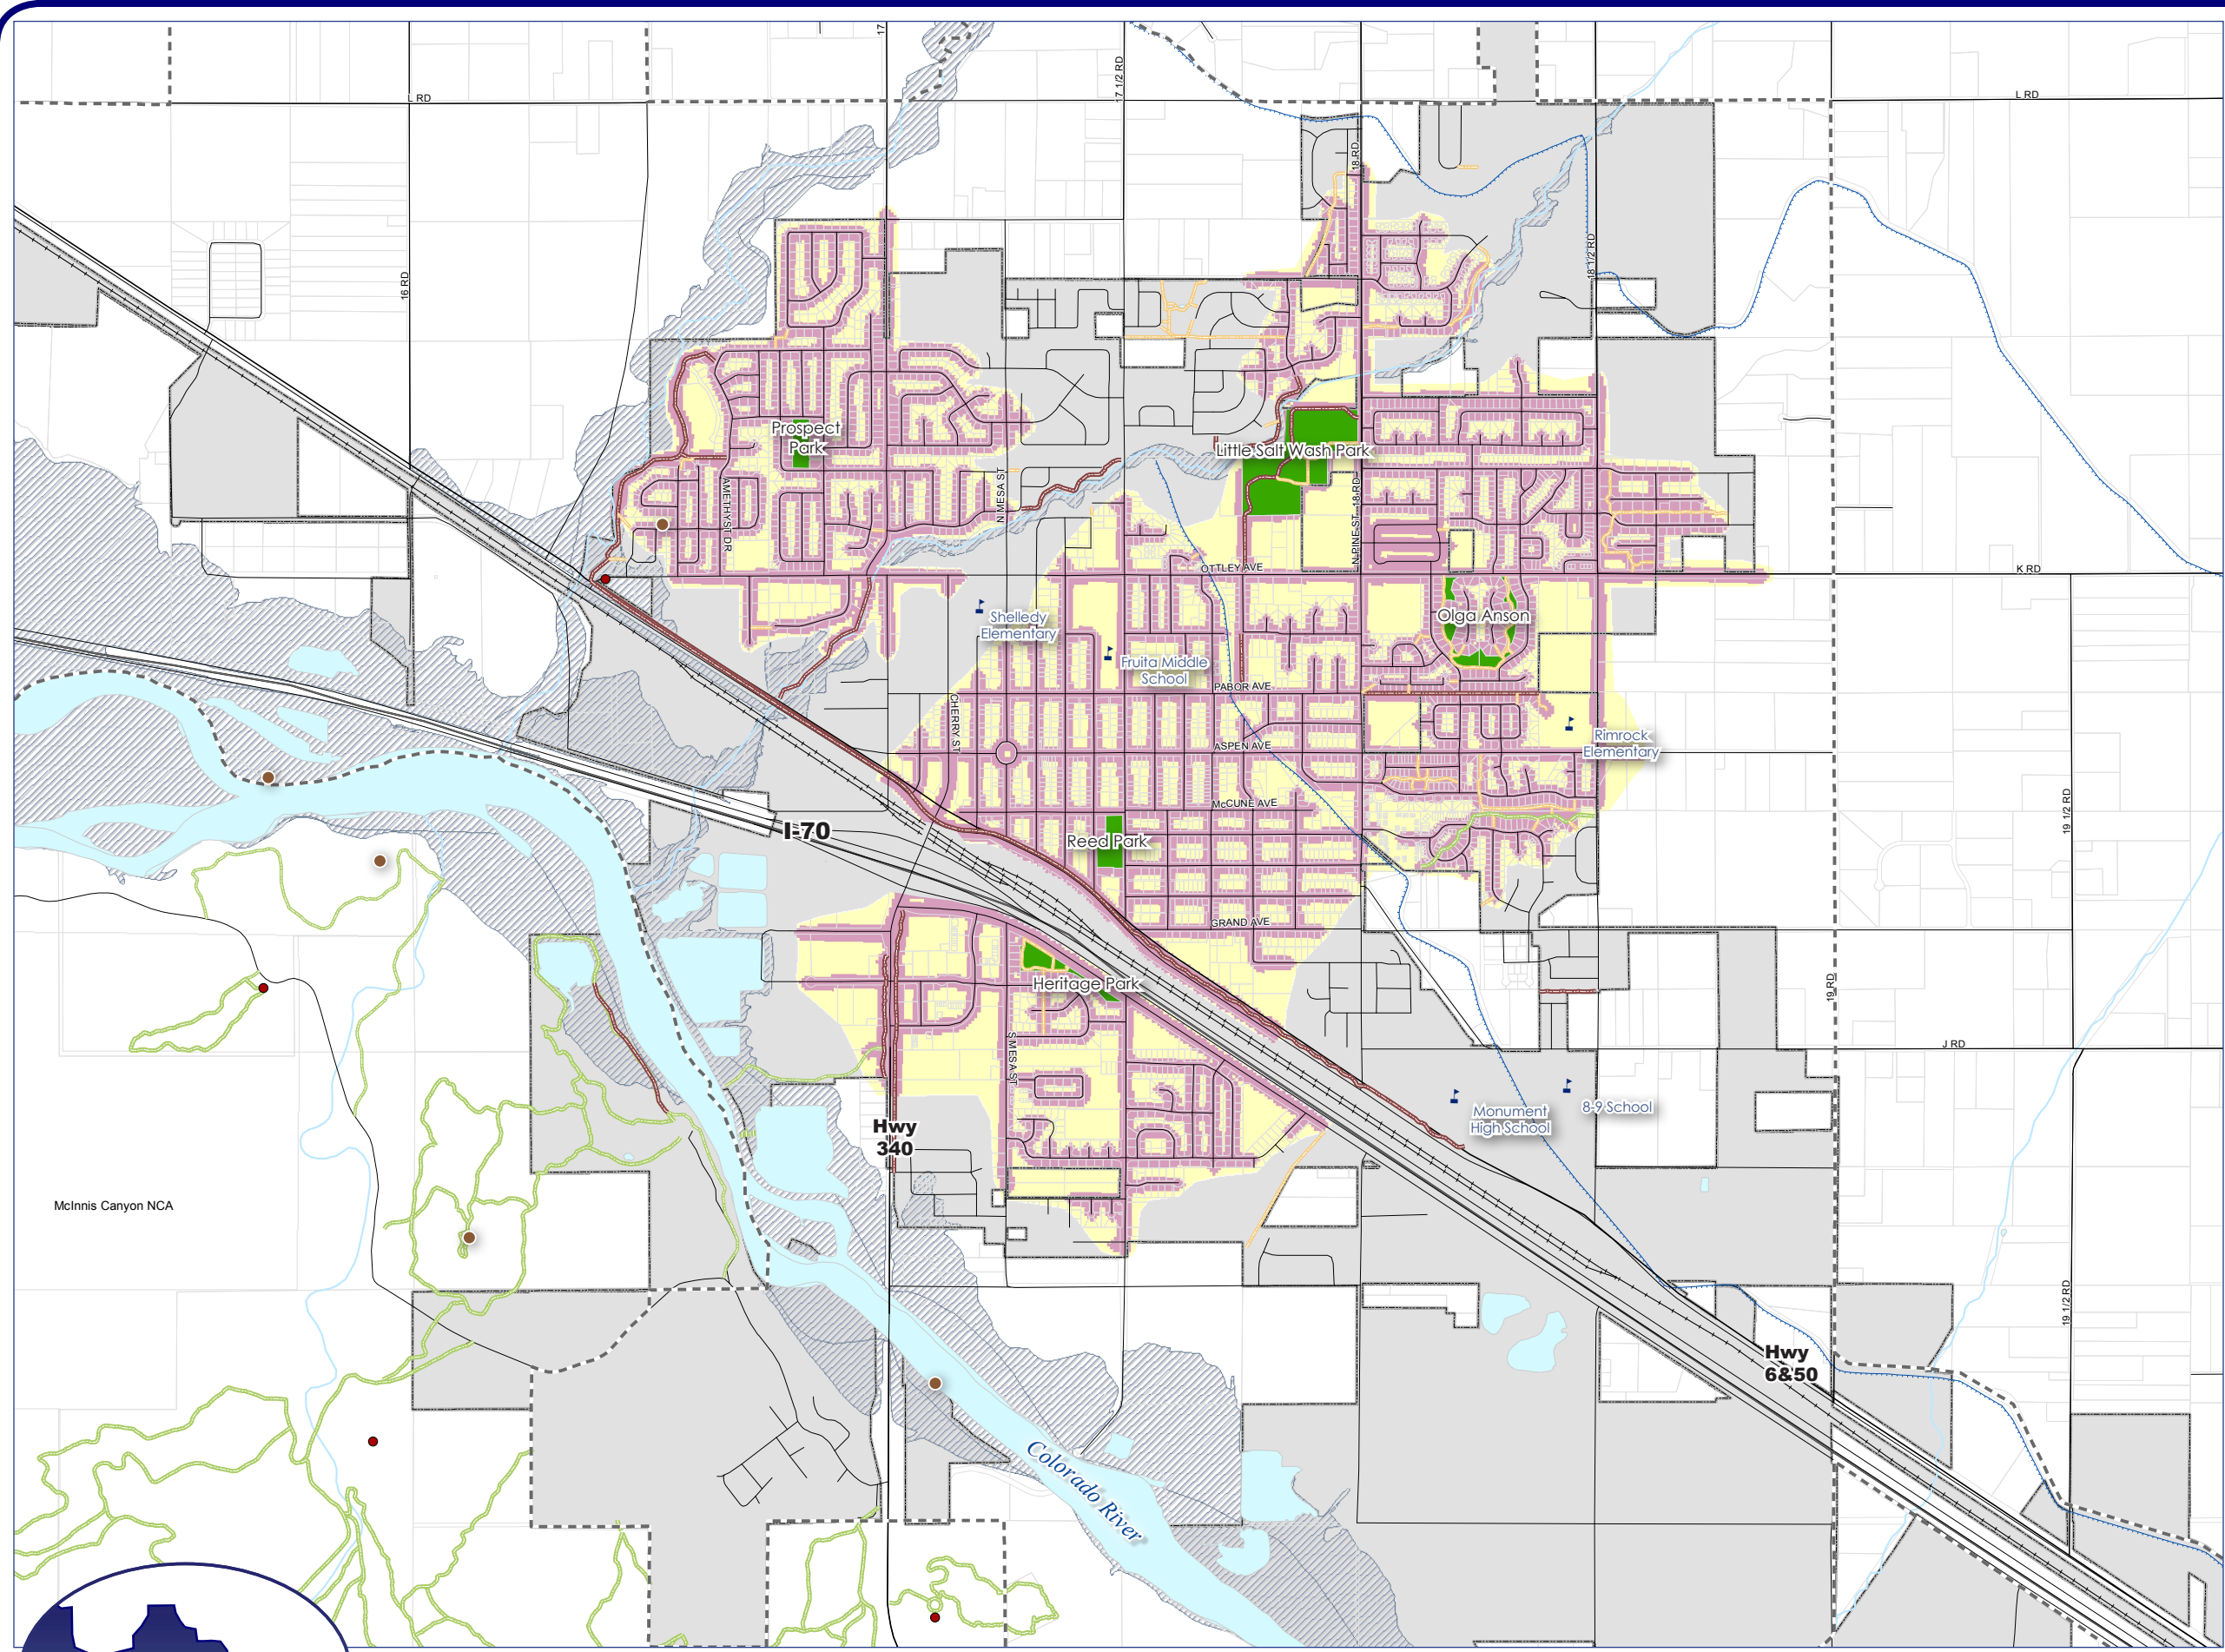 17
17 1/2 RD
L RD
L RD
18 RD
18 1/2 RD
16 RD
Prospect
Park
Little Salt Wash Park
AMETHYST DR
N MESA ST
N PINE ST
18 RD
OTTLEY AVE
K RD
Shelledy
Elementary
Olga Anson
Fruita Middle
School
PABOR AVE
CHERRY ST
ASPEN AVE
Rimrock
Elementary
McCUNE AVE
19 1/2 RD
I-70
Reed Park
GRAND AVE
Heritage Park
19 RD
S MESA ST
J RD
Hwy
340
Monument
High School
8-9 School
McInnis Canyon NCA
19 1/2 RD
Hwy
6&50
Colorado River